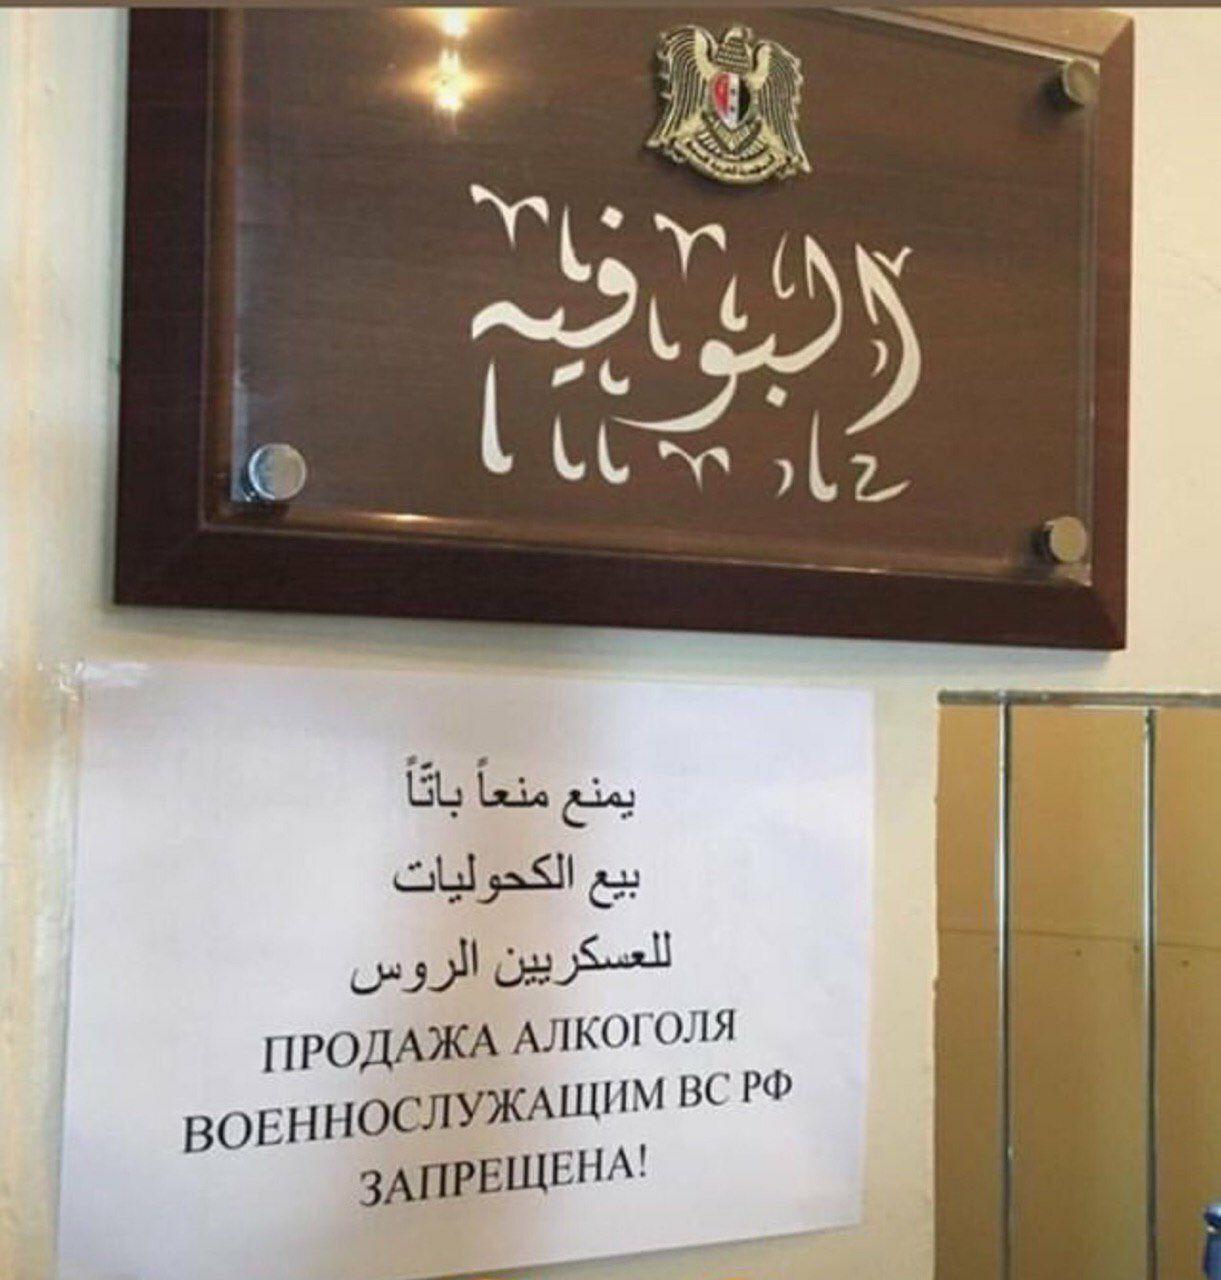 البوفيه
يمنع منعاً باتّاً
بيع الكحوليات
للعسكريين الروس
ПРОДАЖА АЛКОГОЛЯ
ВОЕННОСЛУЖАЩИМ ВС РФ
ЗАПРЕЩЕНА!